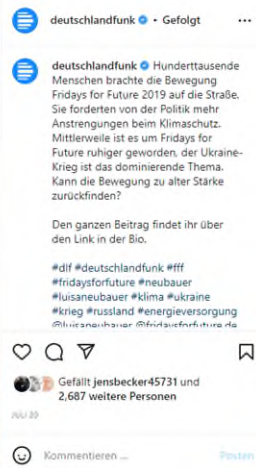 deutschlandfunk • Gefolgt
deutschlandfunk Hunderttausende
Menschen brachte die Bewegung
Fridays for Future 2019 auf die Straße.
Sie forderten von der Politik mehr
Anstrengungen beim Klimaschutz.
Mittlerweile ist es um Fridays for
Future ruhiger geworden, der Ukraine-
Krieg ist das dominierende Thema.
Kann die Bewegung zu alter Stärke
zurückfinden?
Den ganzen Beitrag findet ihr über
den Link in der Bio.
#dlf #deutschlandfunk #fff
#fridaysforfuture #neubauer
#luisaneubauer #klima #ukraine
#krieg #russland #energieversorgung
@luisaneubauer @fridaysforfuture.de
Gefällt jensbecker45731 und
2,687 weitere Personen
JULI 20
Kommentieren ... Posten